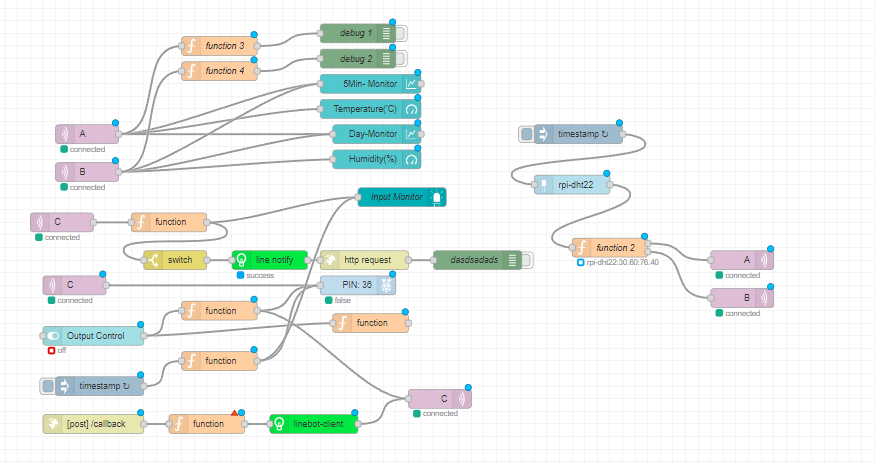 function 3
debug 1
function 4
debug 2
5Min- Monitor
Temperature('C)
A
connected
Day-Monitor
timestamp ↻
B
connected
Humidity(%)
rpi-dht22
Input Monitor
C
connected
function
function 2
rpi-dht22:30.60:76.40
switch
line notify
success
http request
dasdsadads
A
connected
C
connected
PIN: 36
false
B
connected
function
function
Output Control
off
function
timestamp ↻
C
connected
[post] /callback
function
linebot-client